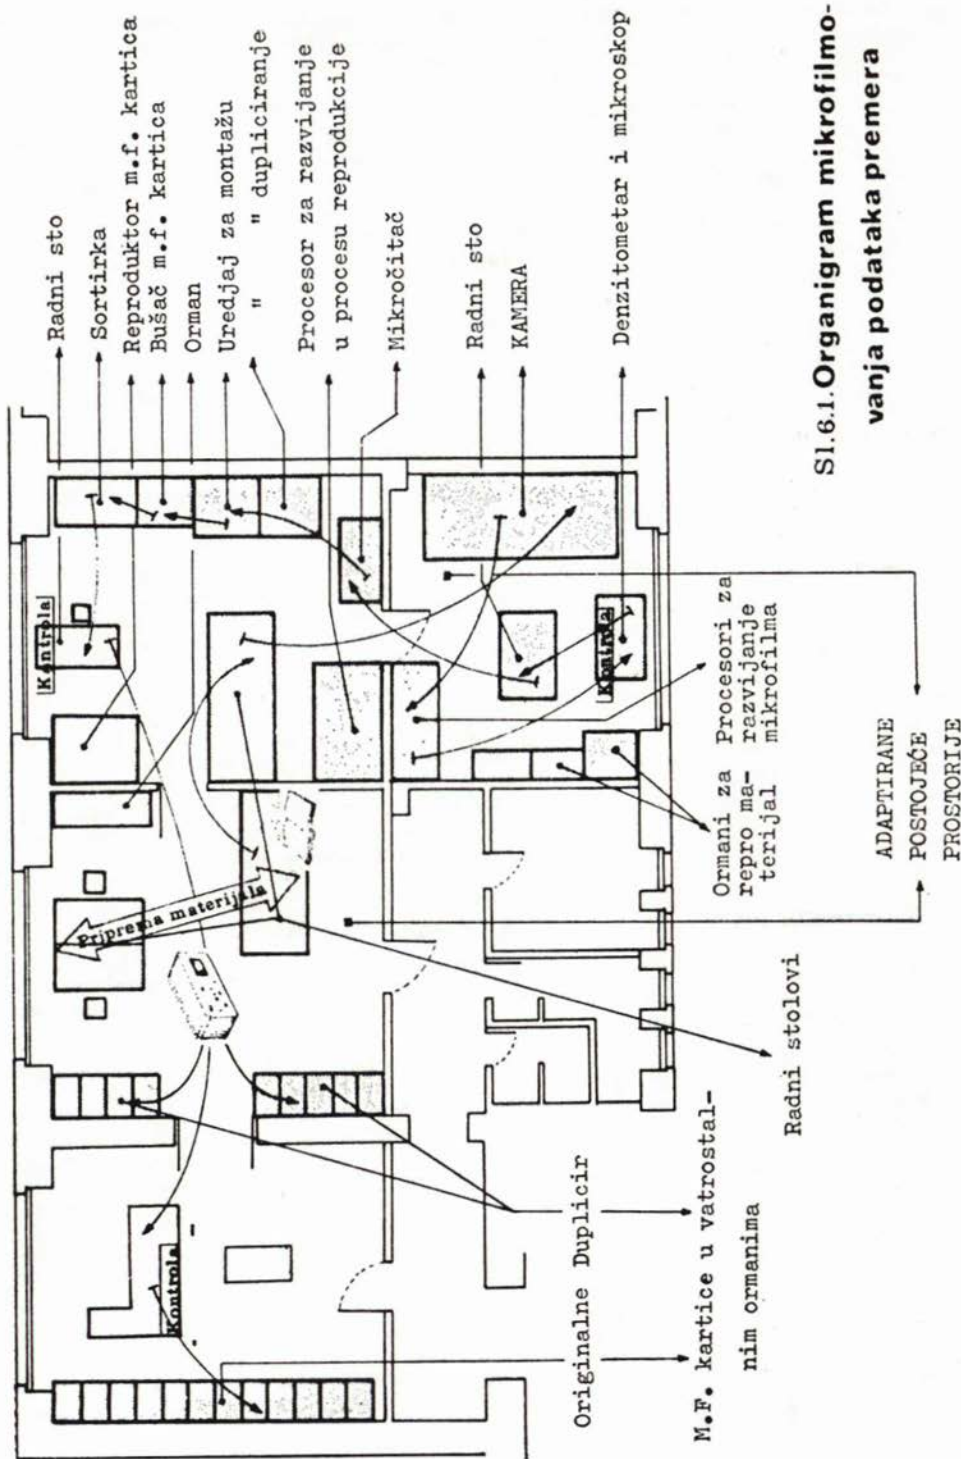 Radni sto
Sortirka
Reproduktor m.f. kartica
Bušač m.f. kartica
Orman
Uredjaj za montažu
" " dupliciranje
Procesor za razvijanje
u procesu reprodukcije
Mikročitač
Radni sto
KAMERA
Denzitometar i mikroskop
Kontrola
Kontrola
Priprema materijala
Kontrola
Originalne Duplicir
M.F. kartice u vatrostal-
nim ormanima
Radni stolovi
Ormani za
repro ma-
terijal
Procesori za
razvijanje
mikrofilma
ADAPTIRANE
POSTOJEĆE
PROSTORIJE
Sl.6.1.Organigram mikrofilmo-
vanja podataka premera